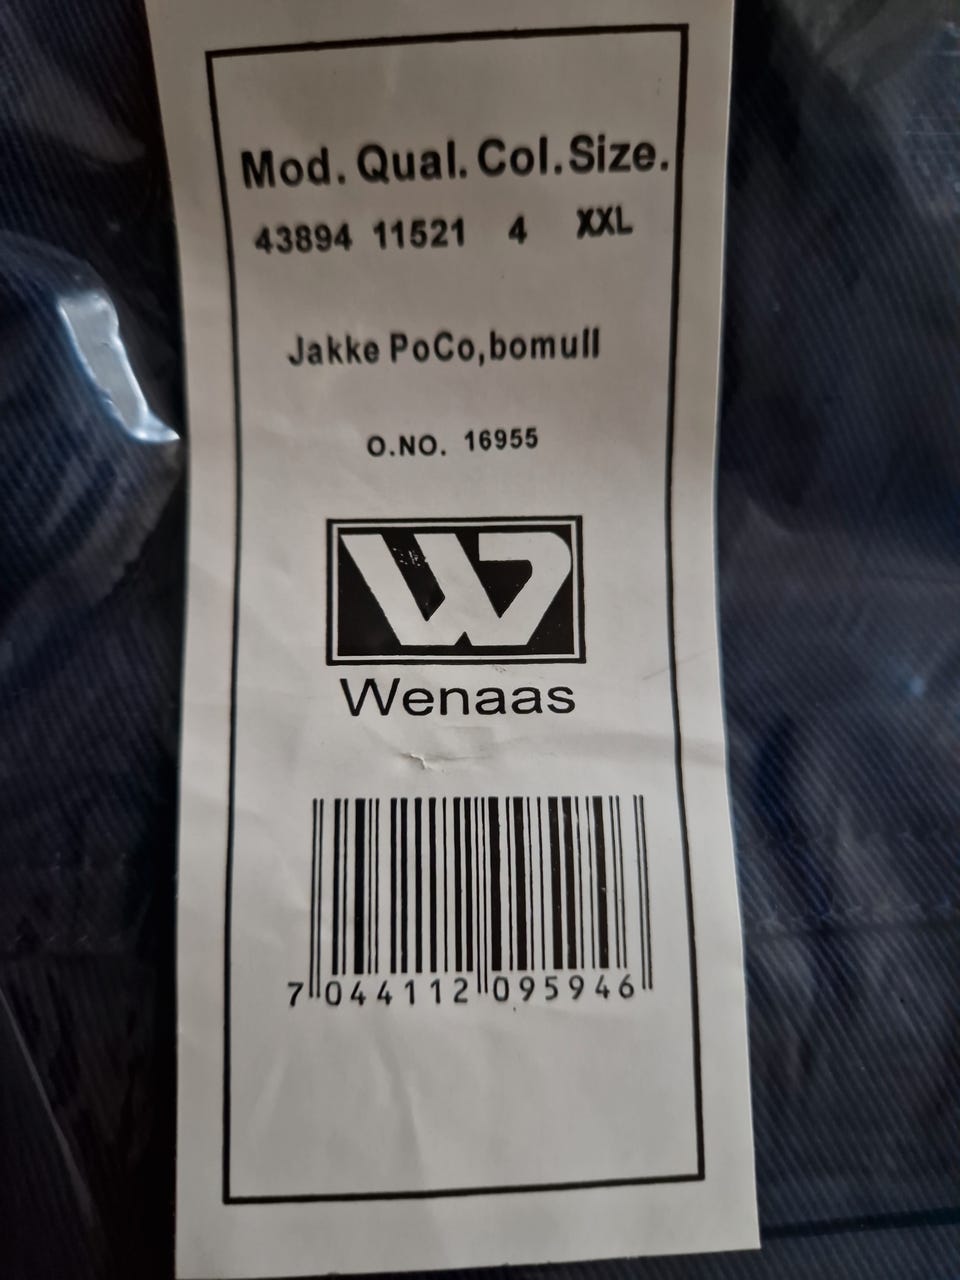 Mod. Qual. Col. Size.
43894 11521 4 XXL
Jakke PoCo,bomull
O.NO. 16955
W
Wenaas
7 044112 095946